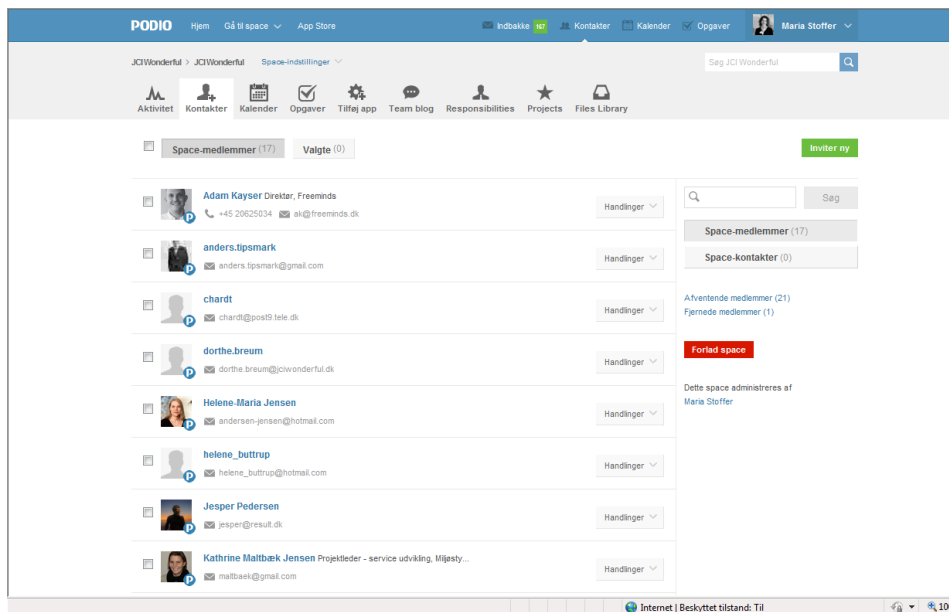 PODIO Hjem Gå til space App Store Indbakke 167 Kontakter Kalender Opgaver Maria Stoffer
JCI Wonderful > JCI Wonderful Space-indstillinger Søg JCI Wonderful
Aktivitet Kontakter Kalender Opgaver Tilføj app Team blog Responsibilities Projects Files Library
Space-medlemmer (17) Valgte (0) Inviter ny
Adam Kayser Direktør, Freeminds
+45 20625034 ak@freeminds.dk
Handlinger
anders.tipsmark
anders.tipsmark@gmail.com
Handlinger
chardt
chardt@post9.tele.dk
Handlinger
dorthe.breum
dorthe.breum@jciwonderful.dk
Handlinger
Helene-Maria Jensen
andersen-jensen@hotmail.com
Handlinger
helene_buttrup
helene_buttrup@hotmail.com
Handlinger
Jesper Pedersen
jesper@result.dk
Handlinger
Kathrine Maltbæk Jensen Projektleder - service udvikling, Miljøsty...
maltbaek@gmail.com
Handlinger
Søg
Space-medlemmer (17)
Space-kontakter (0)
Afventende medlemmer (21)
Fjernede medlemmer (1)
Forlad space
Dette space administreres af
Maria Stoffer
Internet | Beskyttet tilstand: Til